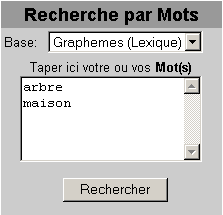 Recherche par Mots
Base: Graphemes (Lexique)
Taper ici votre ou vos Mot(s)
arbre
maison
Rechercher